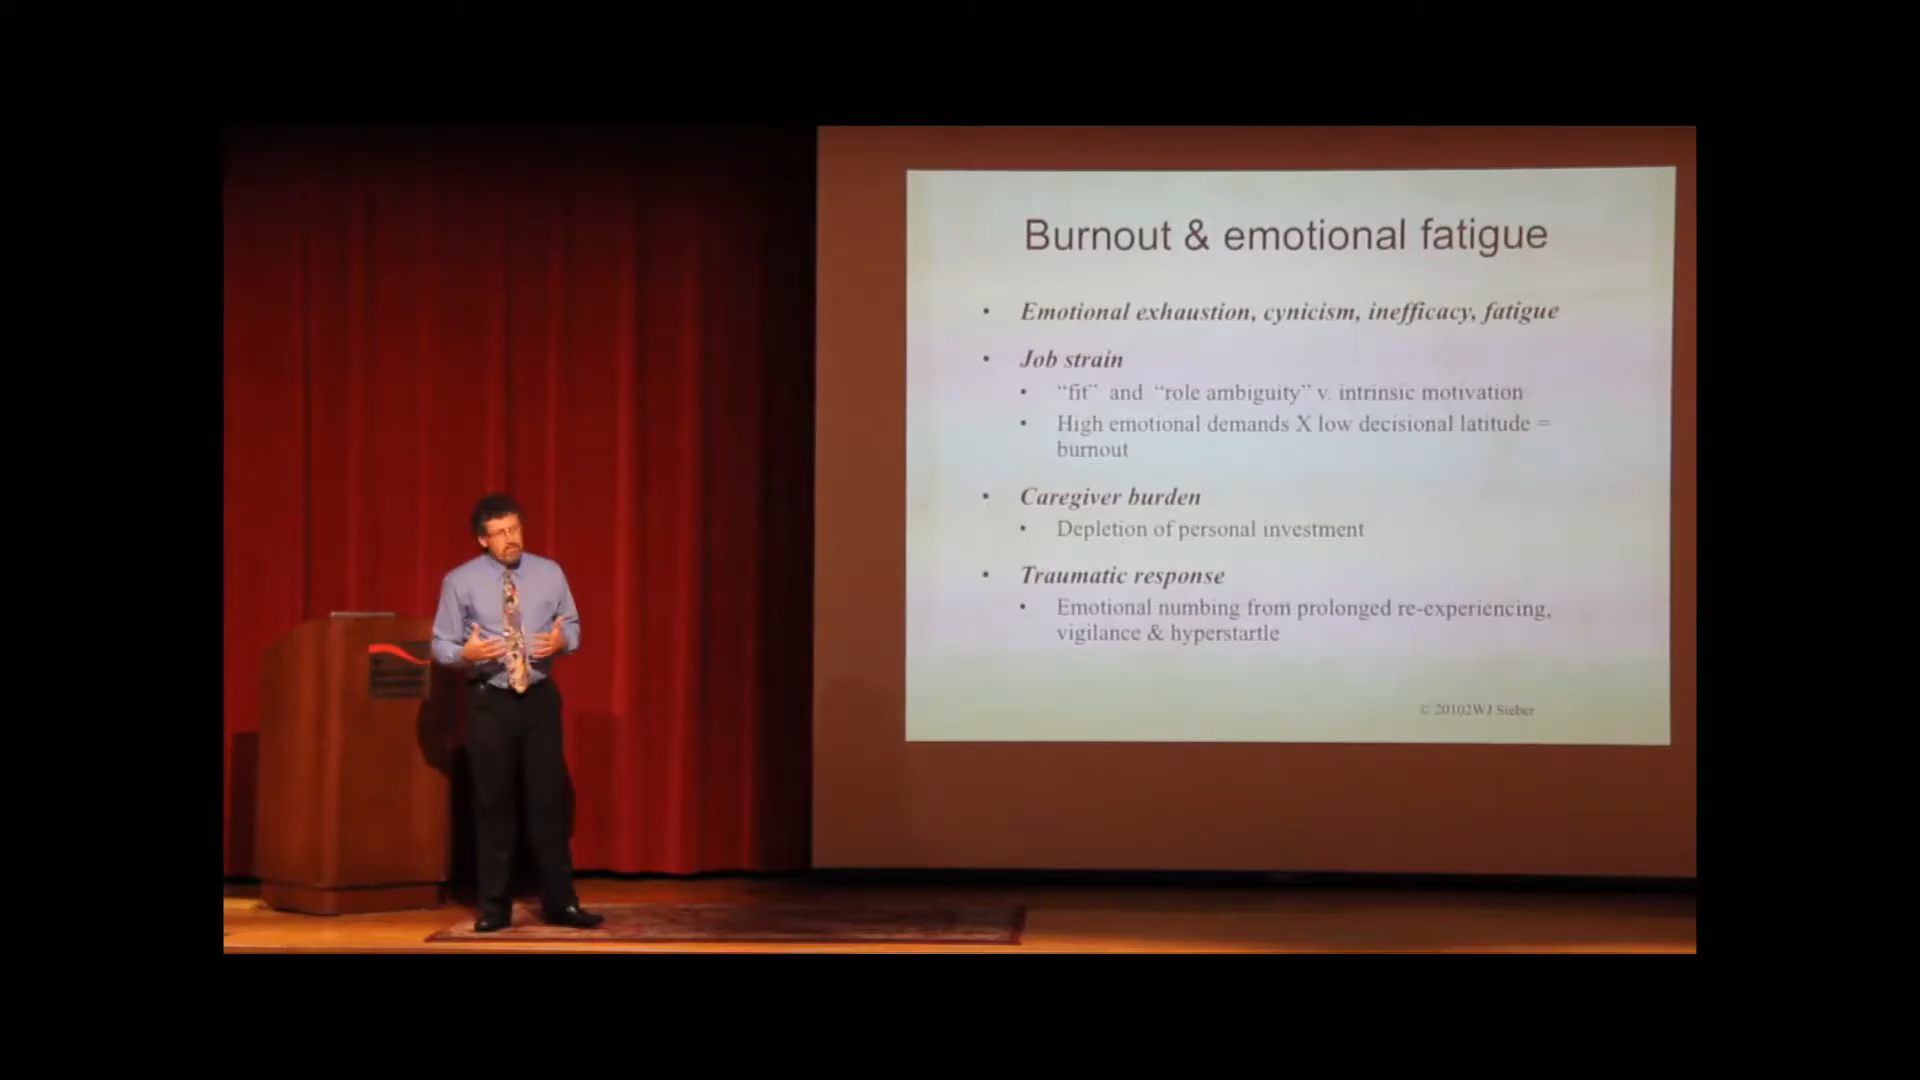 Burnout & emotional fatigue
• Emotional exhaustion, cynicism, inefficacy, fatigue
• Job strain
• “fit” and “role ambiguity” v. intrinsic motivation
• High emotional demands X low decisional latitude =
burnout
• Caregiver burden
• Depletion of personal investment
• Traumatic response
• Emotional numbing from prolonged re-experiencing,
vigilance & hyperstartle
© 20102WJ Sieber